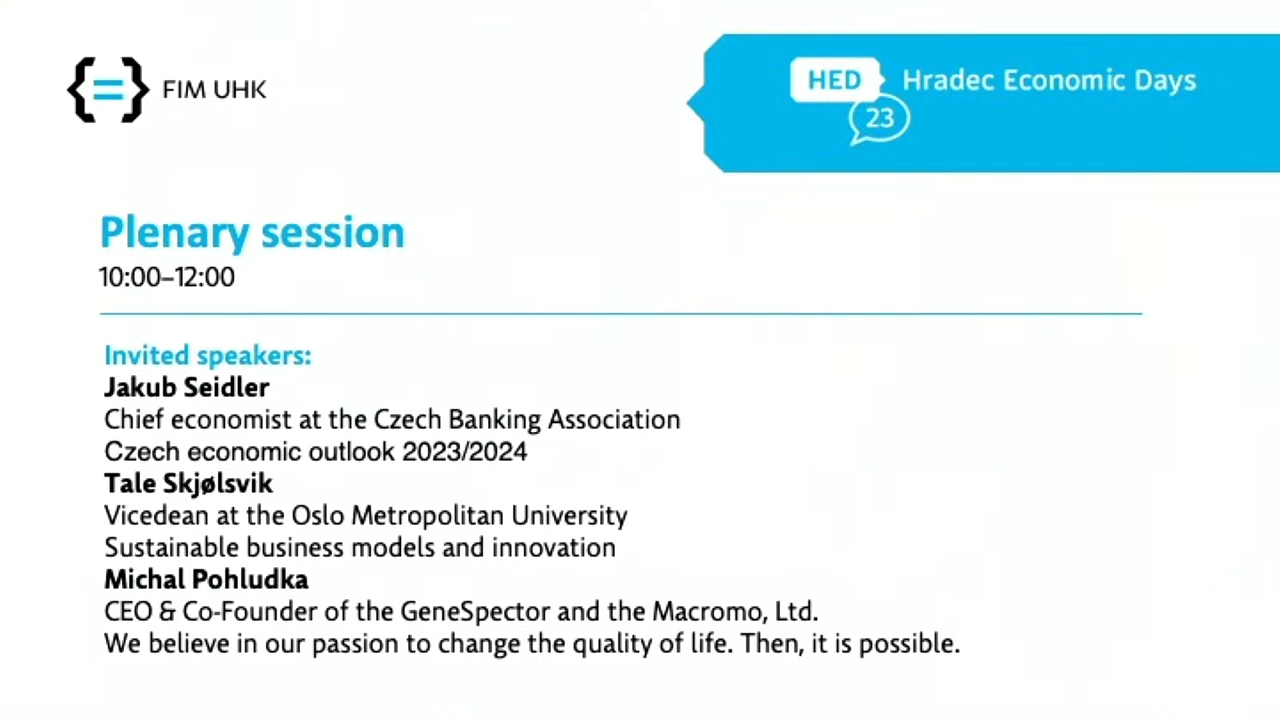 {=} FIM UHK
HED Hradec Economic Days
23
Plenary session
10:00–12:00
Invited speakers:
Jakub Seidler
Chief economist at the Czech Banking Association
Czech economic outlook 2023/2024
Tale Skjølsvik
Vicedean at the Oslo Metropolitan University
Sustainable business models and innovation
Michal Pohludka
CEO & Co-Founder of the GeneSpector and the Macromo, Ltd.
We believe in our passion to change the quality of life. Then, it is possible.